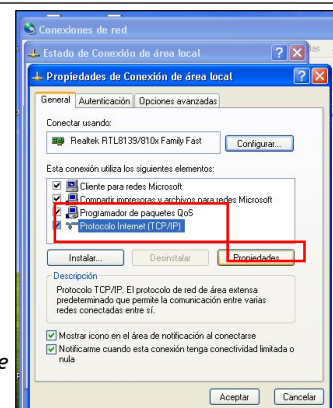 Conexiones de red
Estado de Conexión de área local
Propiedades de Conexión de área local
General Autenticación Opciones avanzadas
Conectar usando:
Realtek RTL8139/810x Family Fast
Configurar...
Esta conexión utiliza los siguientes elementos:
Cliente para redes Microsoft
Compartir impresoras y archivos para redes Microsoft
Programador de paquetes QoS
Protocolo Internet (TCP/IP)
Instalar... Desinstalar Propiedades
Descripción
Protocolo TCP/IP. El protocolo de red de área extensa
predeterminado que permite la comunicación entre varias
redes conectadas entre sí.
Mostrar icono en el área de notificación al conectarse
Notificarme cuando esta conexión tenga conectividad limitada o
nula
e
Aceptar Cancelar